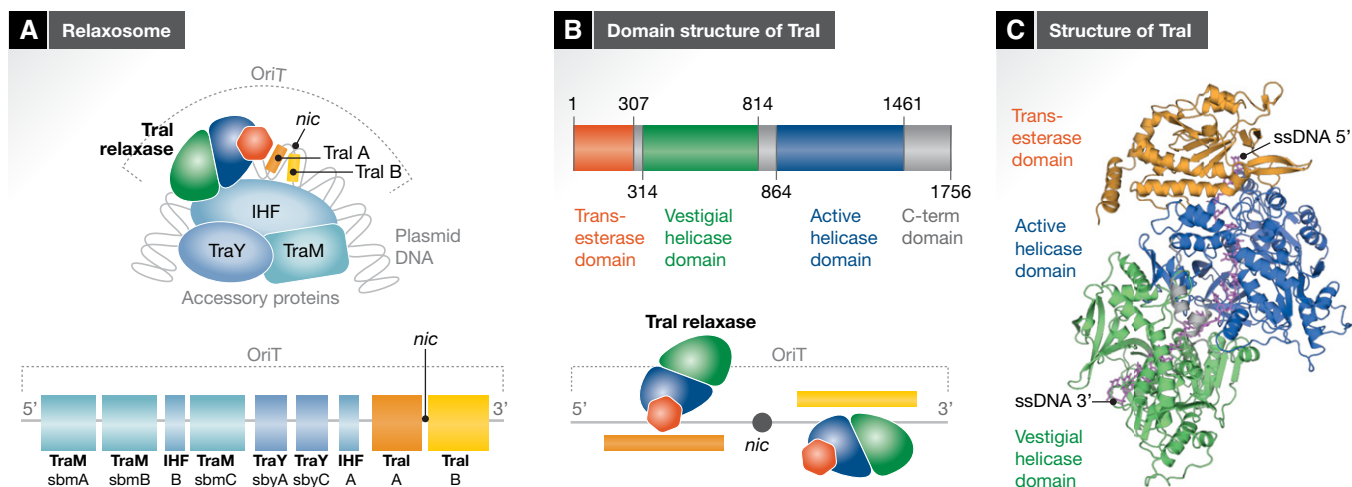 A Relaxosome
OriT
nic
TraI
relaxase
TraI A
TraI B
IHF
TraY
TraM
Plasmid
DNA
Accessory proteins
nic
OriT
5’
3’
TraM
sbmA
TraM
sbmB
IHF
B
TraM
sbmC
TraY
sbyA
TraY
sbyC
IHF
A
TraI
A
TraI
B
B Domain structure of TraI
1 307 814 1461
314 864 1756
Trans-
esterase
domain
Vestigial
helicase
domain
Active
helicase
domain
C-term
domain
TraI relaxase
OriT
5’
3’
nic
C Structure of TraI
Trans-
esterase
domain
ssDNA 5’
Active
helicase
domain
ssDNA 3’
Vestigial
helicase
domain